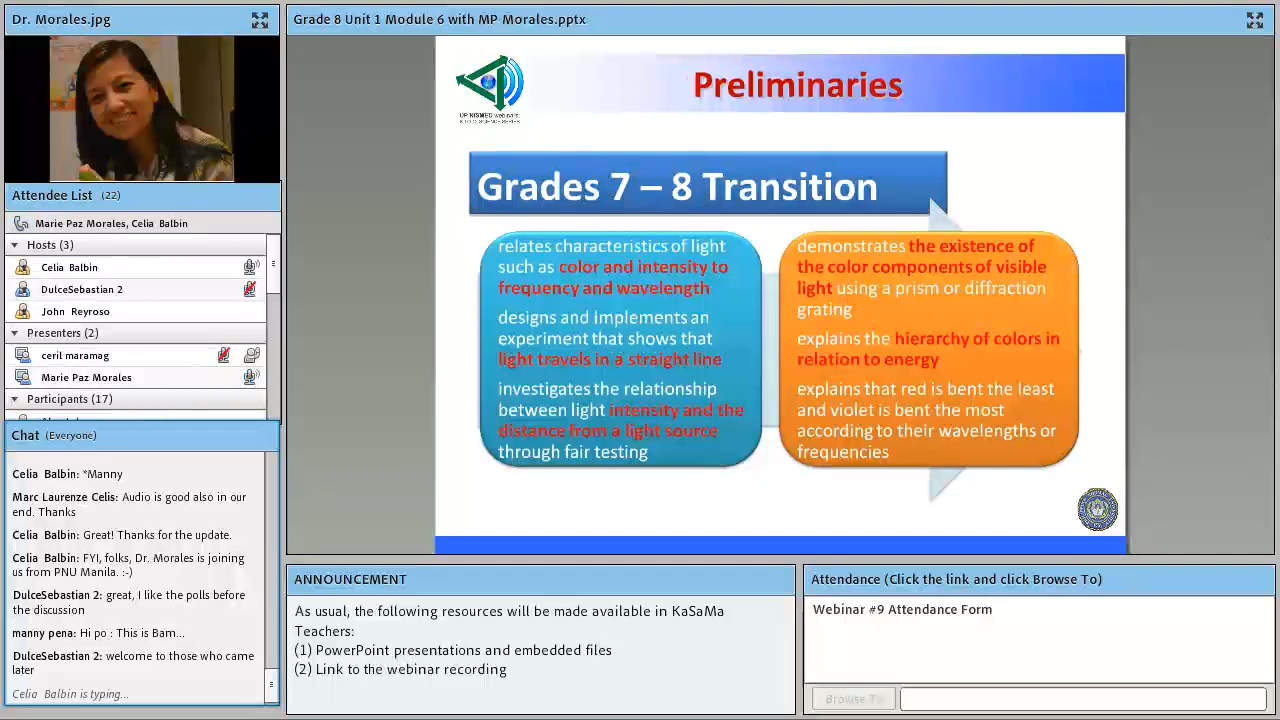 Dr. Morales.jpg
Grade 8 Unit 1 Module 6 with MP Morales.pptx
Attendee List (22)
Marie Paz Morales, Celia Balbin
Hosts (3)
Celia Balbin
DulceSebastian 2
John Reyroso
Presenters (2)
ceril maramag
Marie Paz Morales
Participants (17)
Chat (Everyone)
Celia Balbin: *Manny
Marc Laurenze Celis: Audio is good also in our
end. Thanks
Celia Balbin: Great! Thanks for the update.
Celia Balbin: FYI, folks, Dr. Morales is joining
us from PNU Manila. :-)
DulceSebastian 2: great, I like the polls before
the discussion
manny pena: Hi po : This is Bam...
DulceSebastian 2: welcome to those who came
later
Celia Balbin is typing...
UP NISMED webinars:
K TO 12 SCIENCE SERIES
Preliminaries
Grades 7 – 8 Transition
relates characteristics of light
such as color and intensity to
frequency and wavelength
designs and implements an
experiment that shows that
light travels in a straight line
investigates the relationship
between light intensity and the
distance from a light source
through fair testing
demonstrates the existence of
the color components of visible
light using a prism or diffraction
grating
explains the hierarchy of colors in
relation to energy
explains that red is bent the least
and violet is bent the most
according to their wavelengths or
frequencies
ANNOUNCEMENT
As usual, the following resources will be made available in KaSaMa
Teachers:
(1) PowerPoint presentations and embedded files
(2) Link to the webinar recording
Attendance (Click the link and click Browse To)
Webinar #9 Attendance Form
Browse To